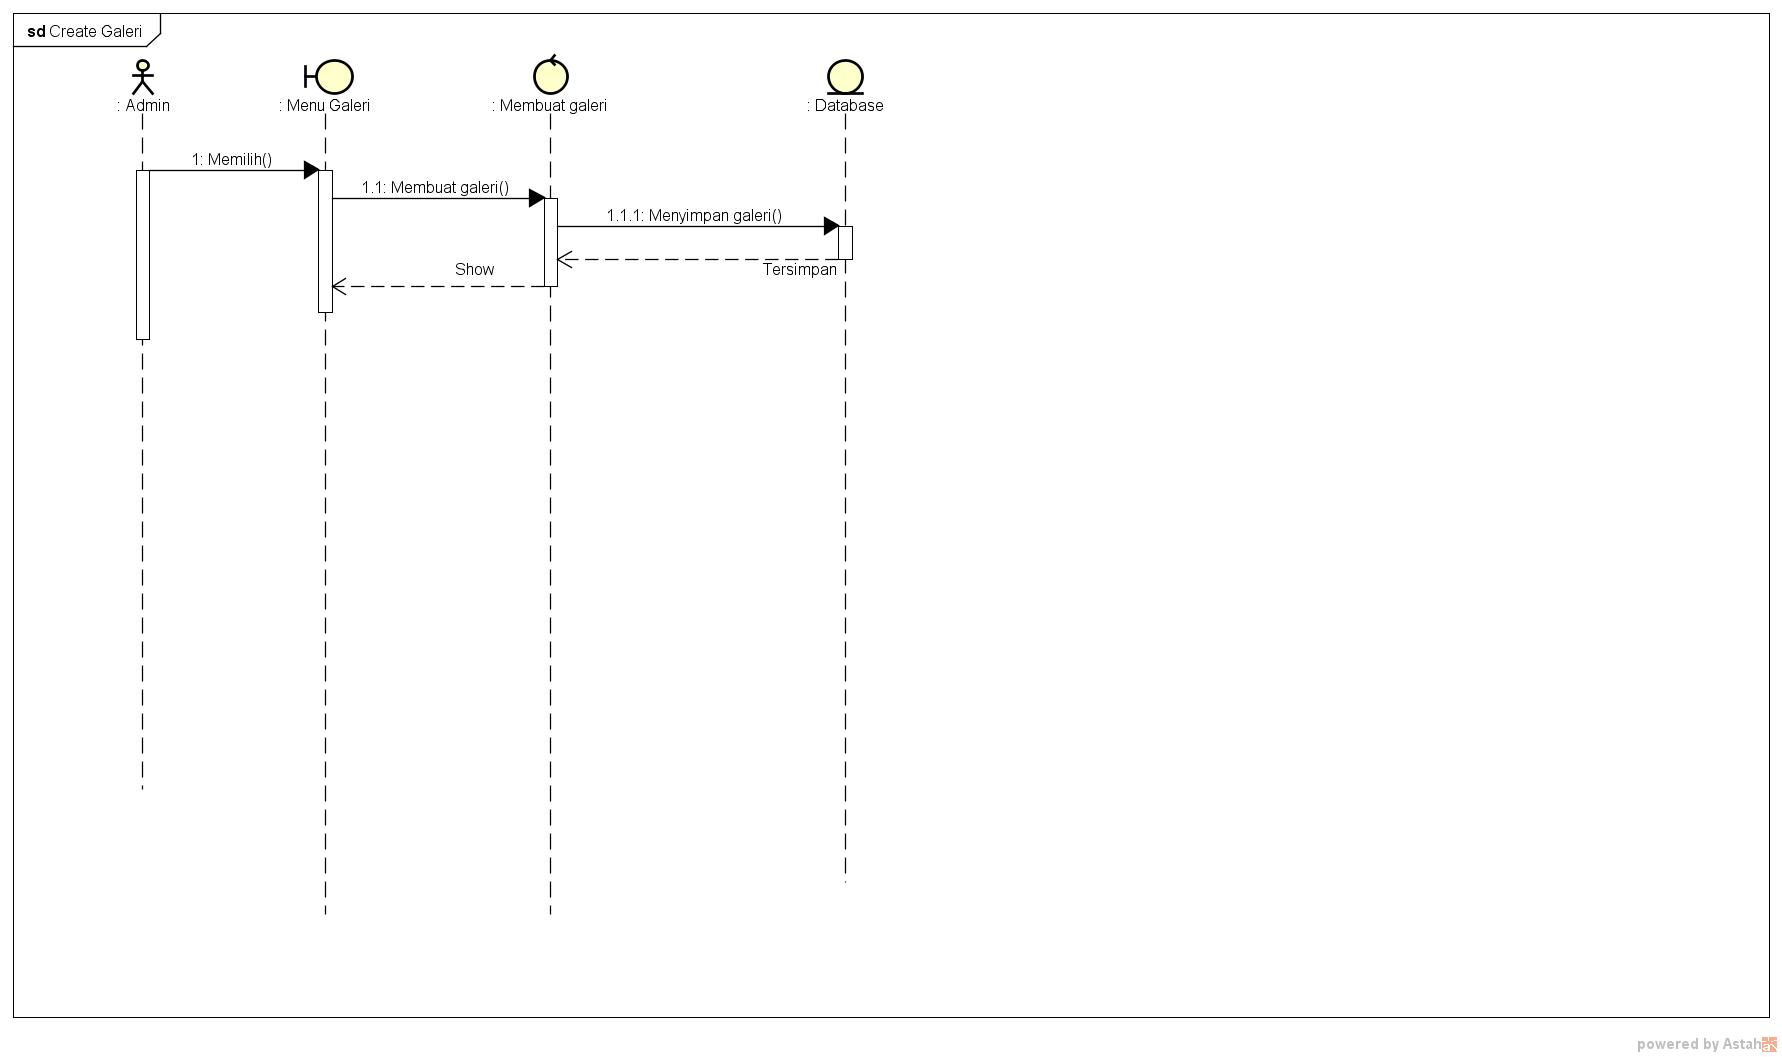 sd Create Galeri
: Admin
: Menu Galeri
: Membuat galeri
: Database
1: Memilih()
1.1: Membuat galeri()
1.1.1: Menyimpan galeri()
Tersimpan
Show
powered by Astah